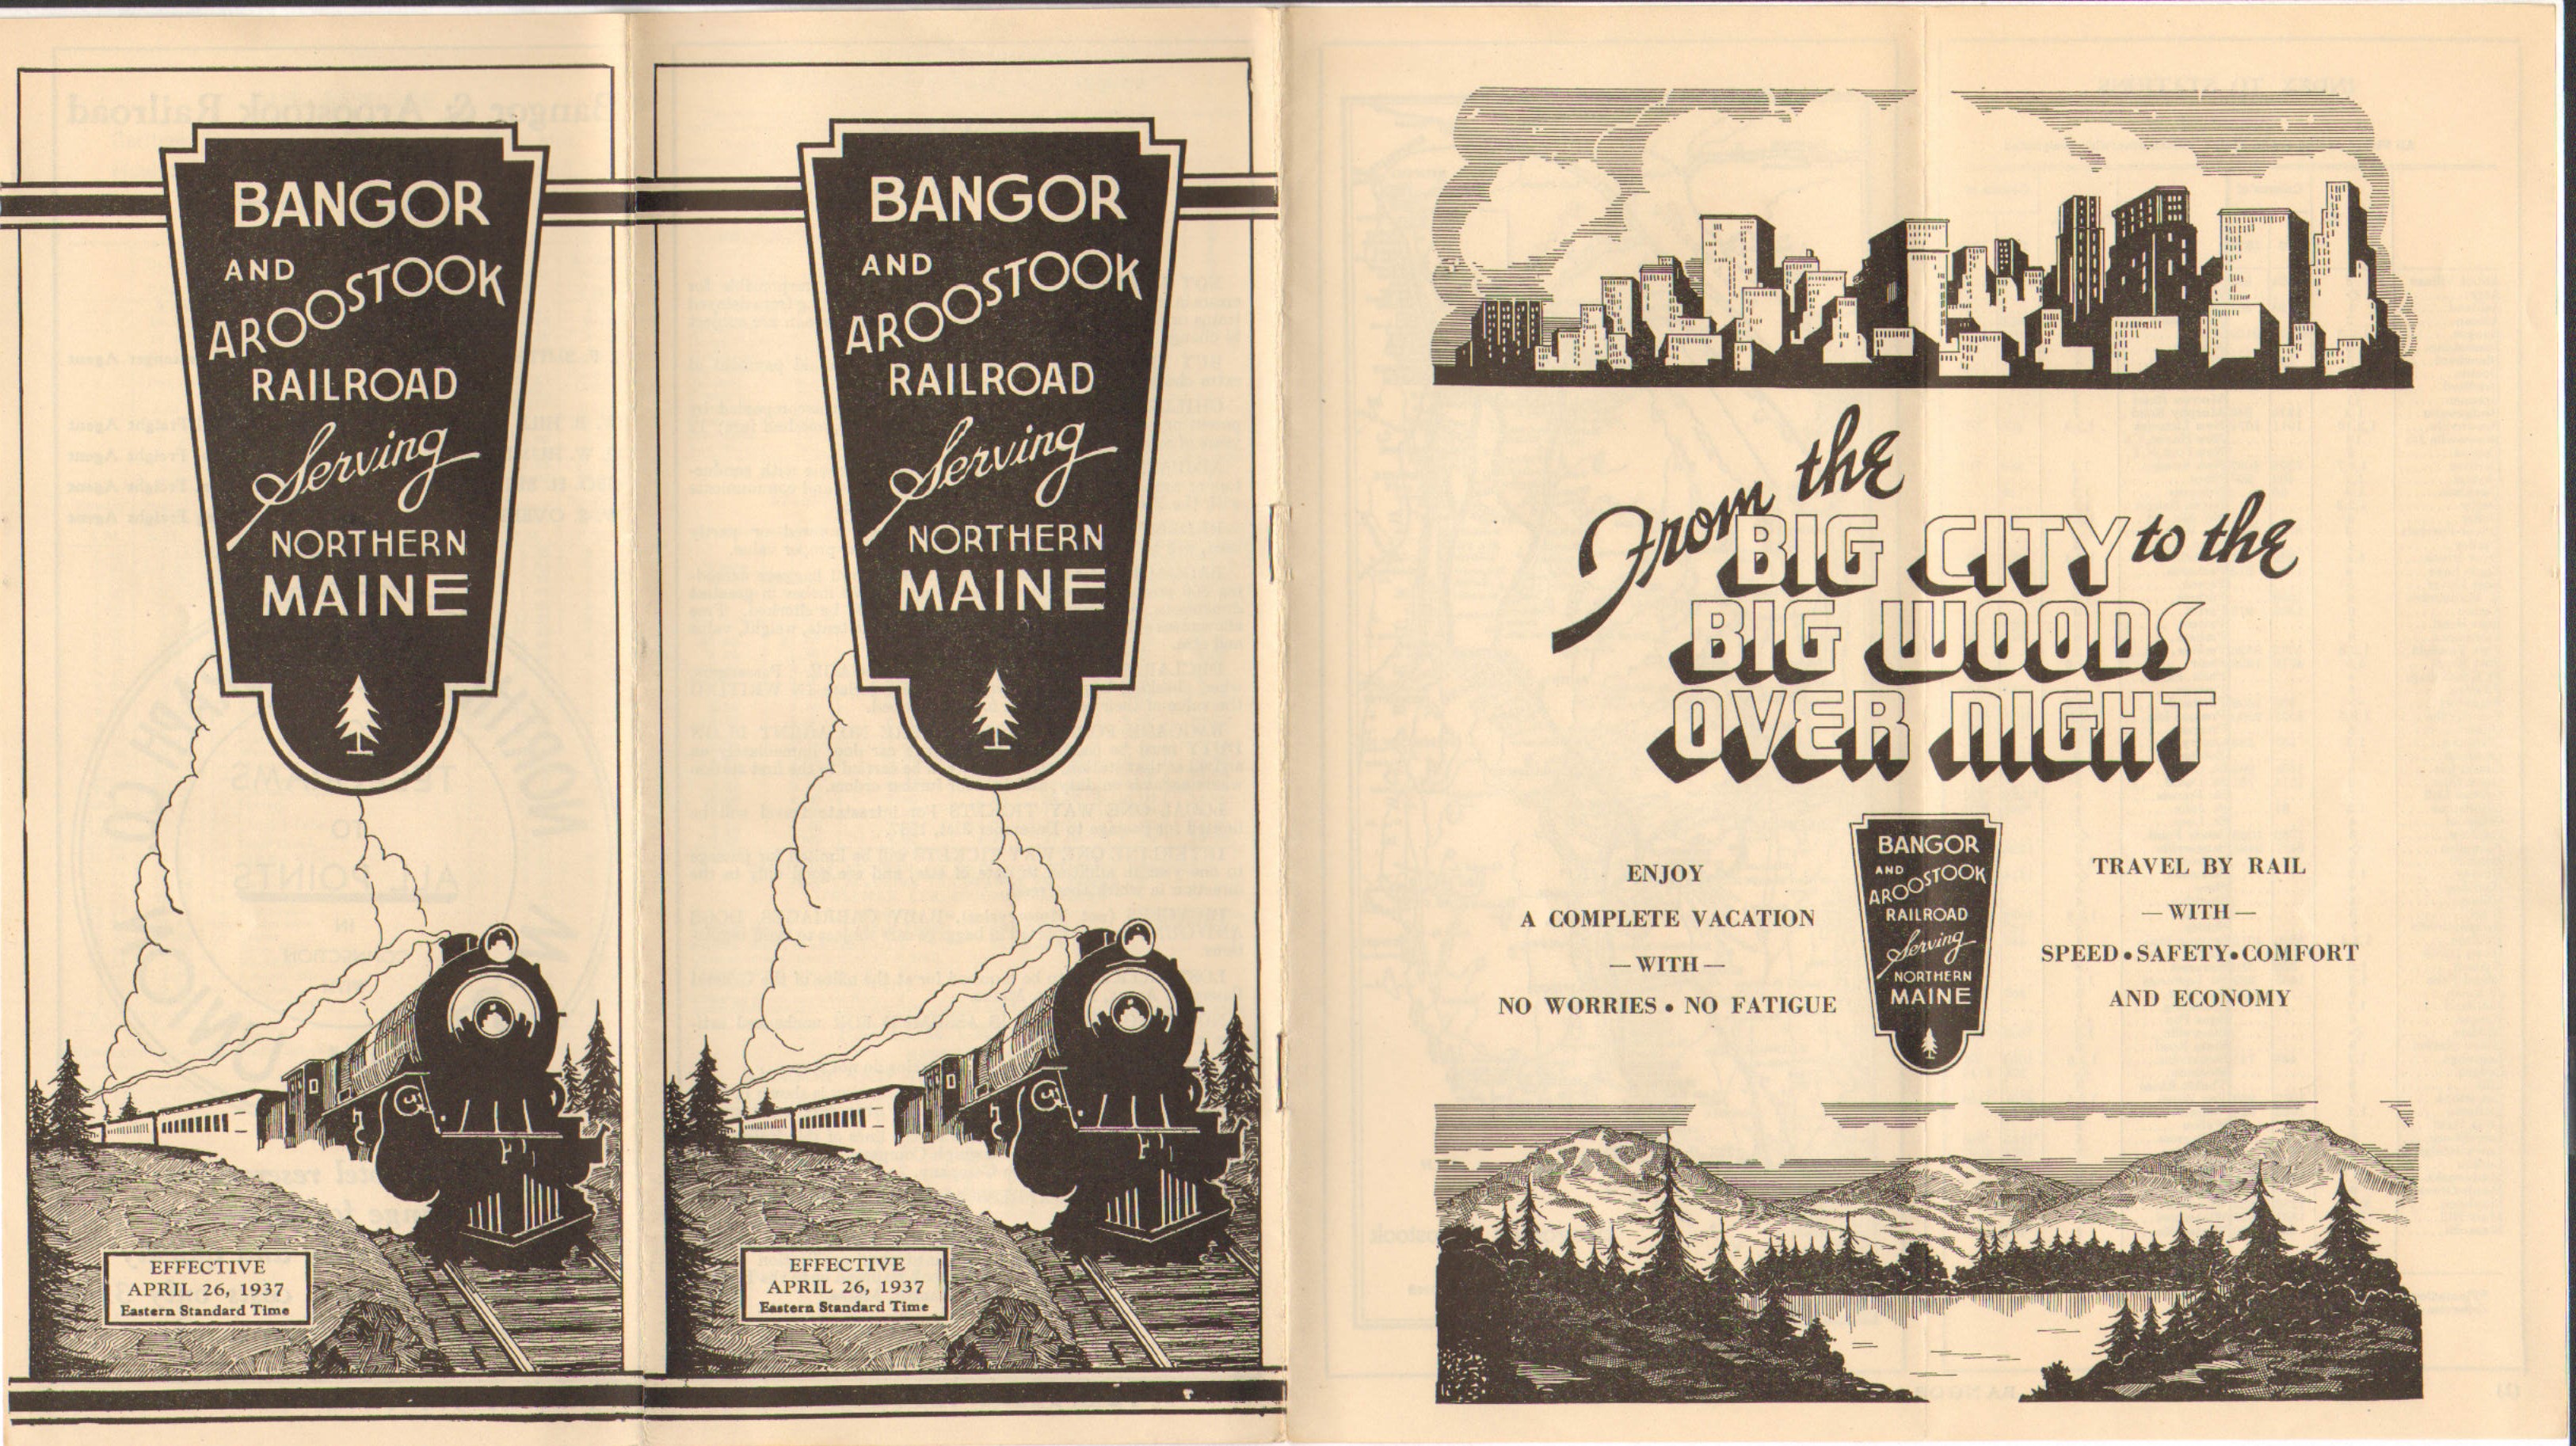 BANGOR
AND
AROOSTOOK
RAILROAD
Serving
NORTHERN
MAINE
EFFECTIVE
APRIL 26, 1937
Eastern Standard Time
BANGOR
AND
AROOSTOOK
RAILROAD
Serving
NORTHERN
MAINE
EFFECTIVE
APRIL 26, 1937
Eastern Standard Time
From the
BIG CITY to the
BIG WOODS
OVER NIGHT
ENJOY
A COMPLETE VACATION
— WITH —
NO WORRIES • NO FATIGUE
BANGOR
AND
AROOSTOOK
RAILROAD
Serving
NORTHERN
MAINE
TRAVEL BY RAIL
— WITH —
SPEED • SAFETY • COMFORT
AND ECONOMY